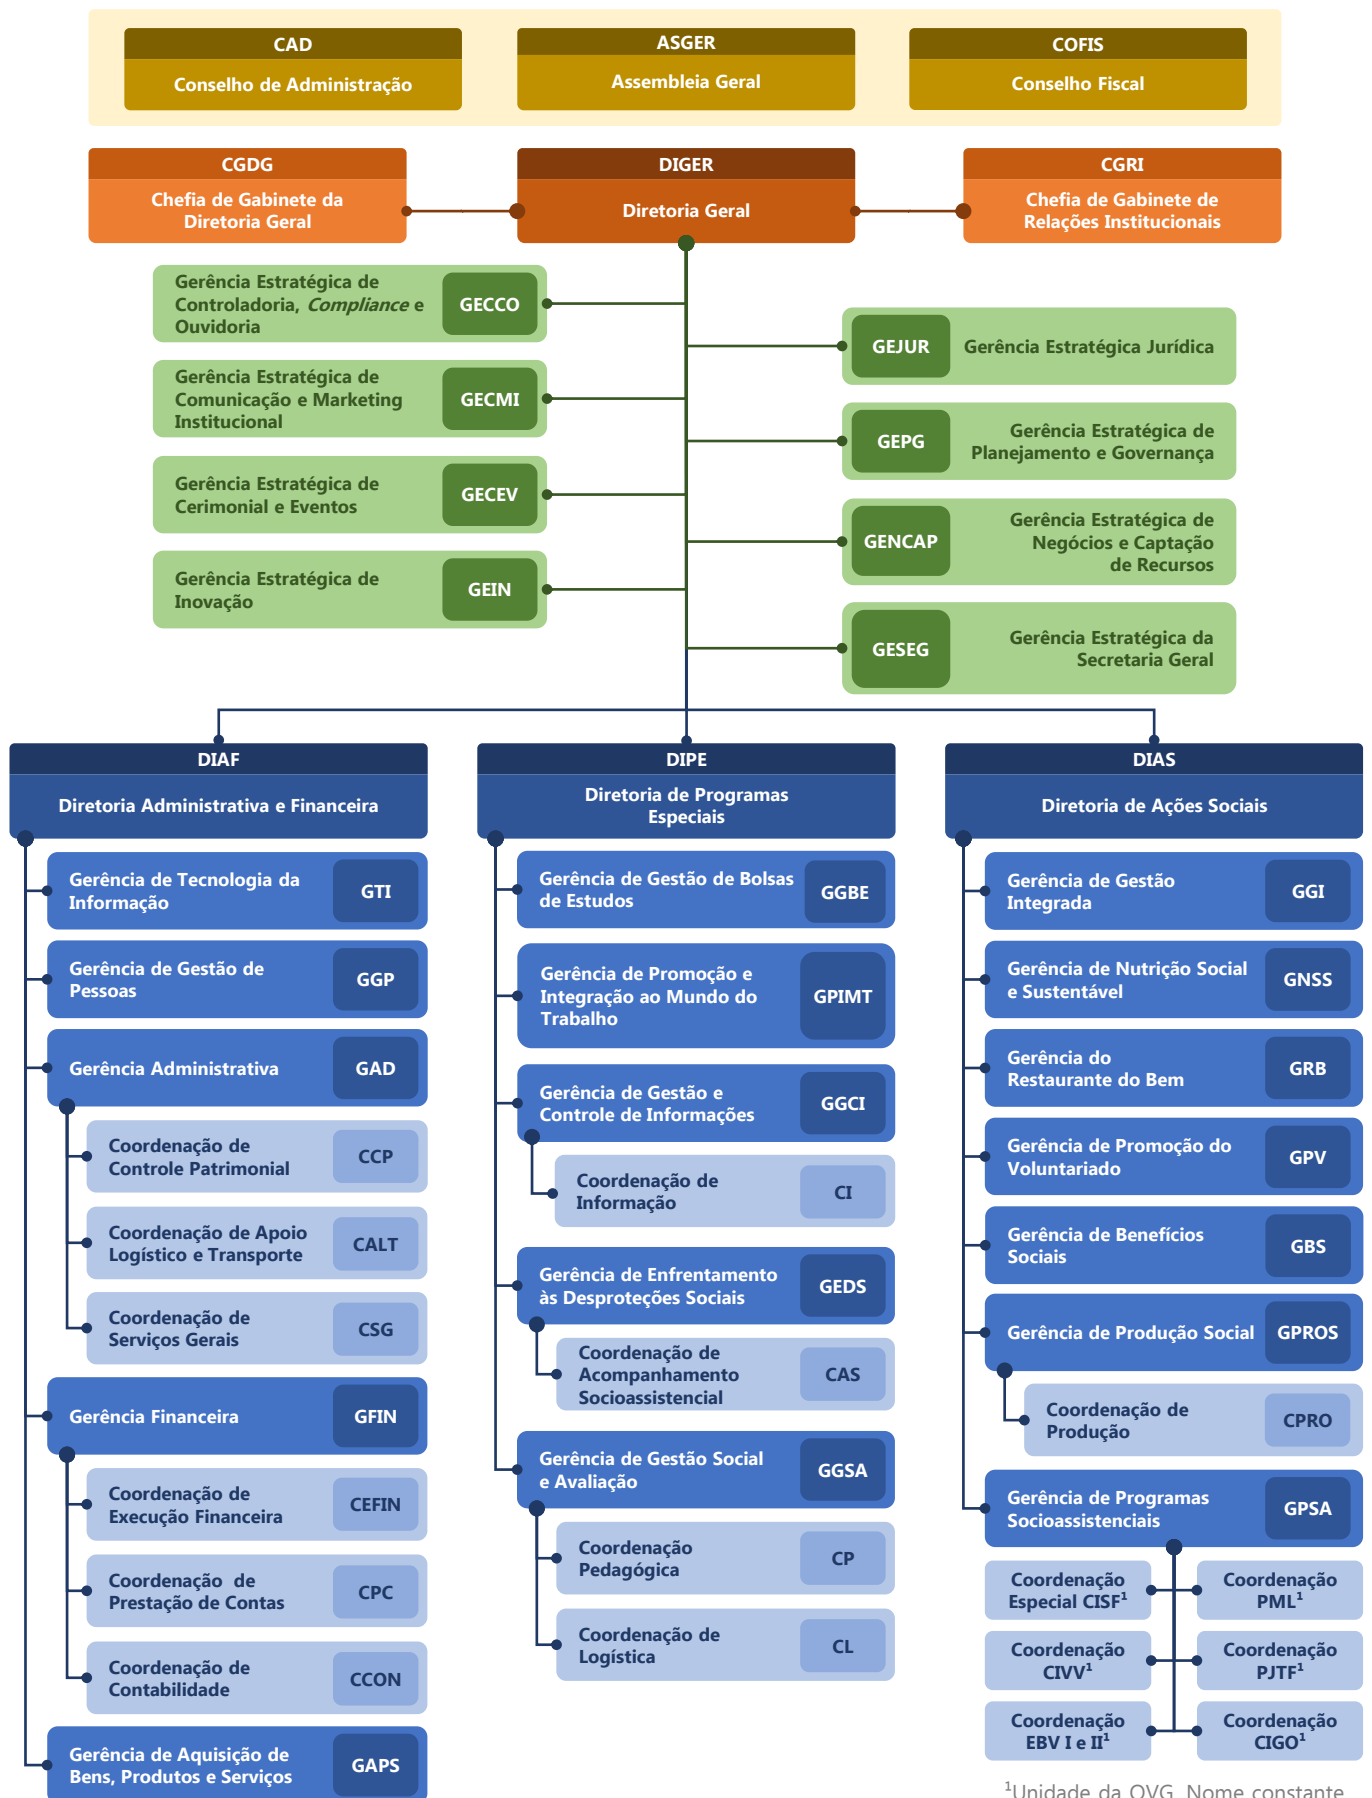 CAD
Conselho de Administração
ASGER
Assembleia Geral
COFIS
Conselho Fiscal
CGDG
Chefia de Gabinete da
Diretoria Geral
DIGER
Diretoria Geral
CGRI
Chefia de Gabinete de
Relações Institucionais
Gerência Estratégica de
Controladoria, Compliance e
Ouvidoria
GECCO
GEJUR
Gerência Estratégica Jurídica
Gerência Estratégica de
Comunicação e Marketing
Institucional
GECMI
GEPG
Gerência Estratégica de
Planejamento e Governança
Gerência Estratégica de
Cerimonial e Eventos
GECEV
GENCAP
Gerência Estratégica de
Negócios e Captação
de Recursos
Gerência Estratégica de
Inovação
GEIN
GESEG
Gerência Estratégica da
Secretaria Geral
DIAF
Diretoria Administrativa e Financeira
Gerência de Tecnologia da
Informação
GTI
Gerência de Gestão de
Pessoas
GGP
Gerência Administrativa
GAD
Coordenação de
Controle Patrimonial
CCP
Coordenação de Apoio
Logístico e Transporte
CALT
Coordenação de
Serviços Gerais
CSG
Gerência Financeira
GFIN
Coordenação de
Execução Financeira
CEFIN
Coordenação de
Prestação de Contas
CPC
Coordenação de
Contabilidade
CCON
Gerência de Aquisição de
Bens, Produtos e Serviços
GAPS
DIPE
Diretoria de Programas
Especiais
Gerência de Gestão de Bolsas
de Estudos
GGBE
Gerência de Promoção e
Integração ao Mundo do
Trabalho
GPIMT
Gerência de Gestão e
Controle de Informações
GGCI
Coordenação de
Informação
CI
Gerência de Enfrentamento
às Desproteções Sociais
GEDS
Coordenação de
Acompanhamento
Socioassistencial
CAS
Gerência de Gestão Social
e Avaliação
GGSA
Coordenação
Pedagógica
CP
Coordenação de
Logística
CL
DIAS
Diretoria de Ações Sociais
Gerência de Gestão
Integrada
GGI
Gerência de Nutrição Social
e Sustentável
GNSS
Gerência do
Restaurante do Bem
GRB
Gerência de Promoção do
Voluntariado
GPV
Gerência de Benefícios
Sociais
GBS
Gerência de Produção Social
GPROS
Coordenação de
Produção
CPRO
Gerência de Programas
Socioassistenciais
GPSA
Coordenação
Especial CISF¹
Coordenação
PML¹
Coordenação
CIVV¹
Coordenação
PJTF¹
Coordenação
EBV I e II¹
Coordenação
CIGO¹
¹Unidade da OVG. Nome constante